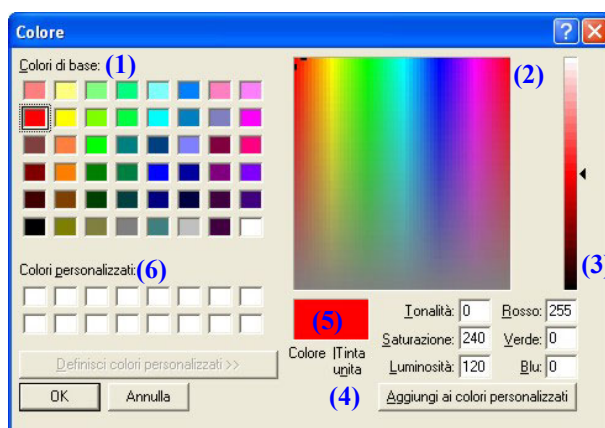 Colore
Colori di base: (1)
(2)
(3)
Colori personalizzati: (6)
(5)
Tonalità: 0 Rosso: 255
Colore |Tinta unita
Saturazione: 240 Verde: 0
Luminosità: 120 Blu: 0
Definisci colori personalizzati >>
OK Annulla
(4)
Aggiungi ai colori personalizzati